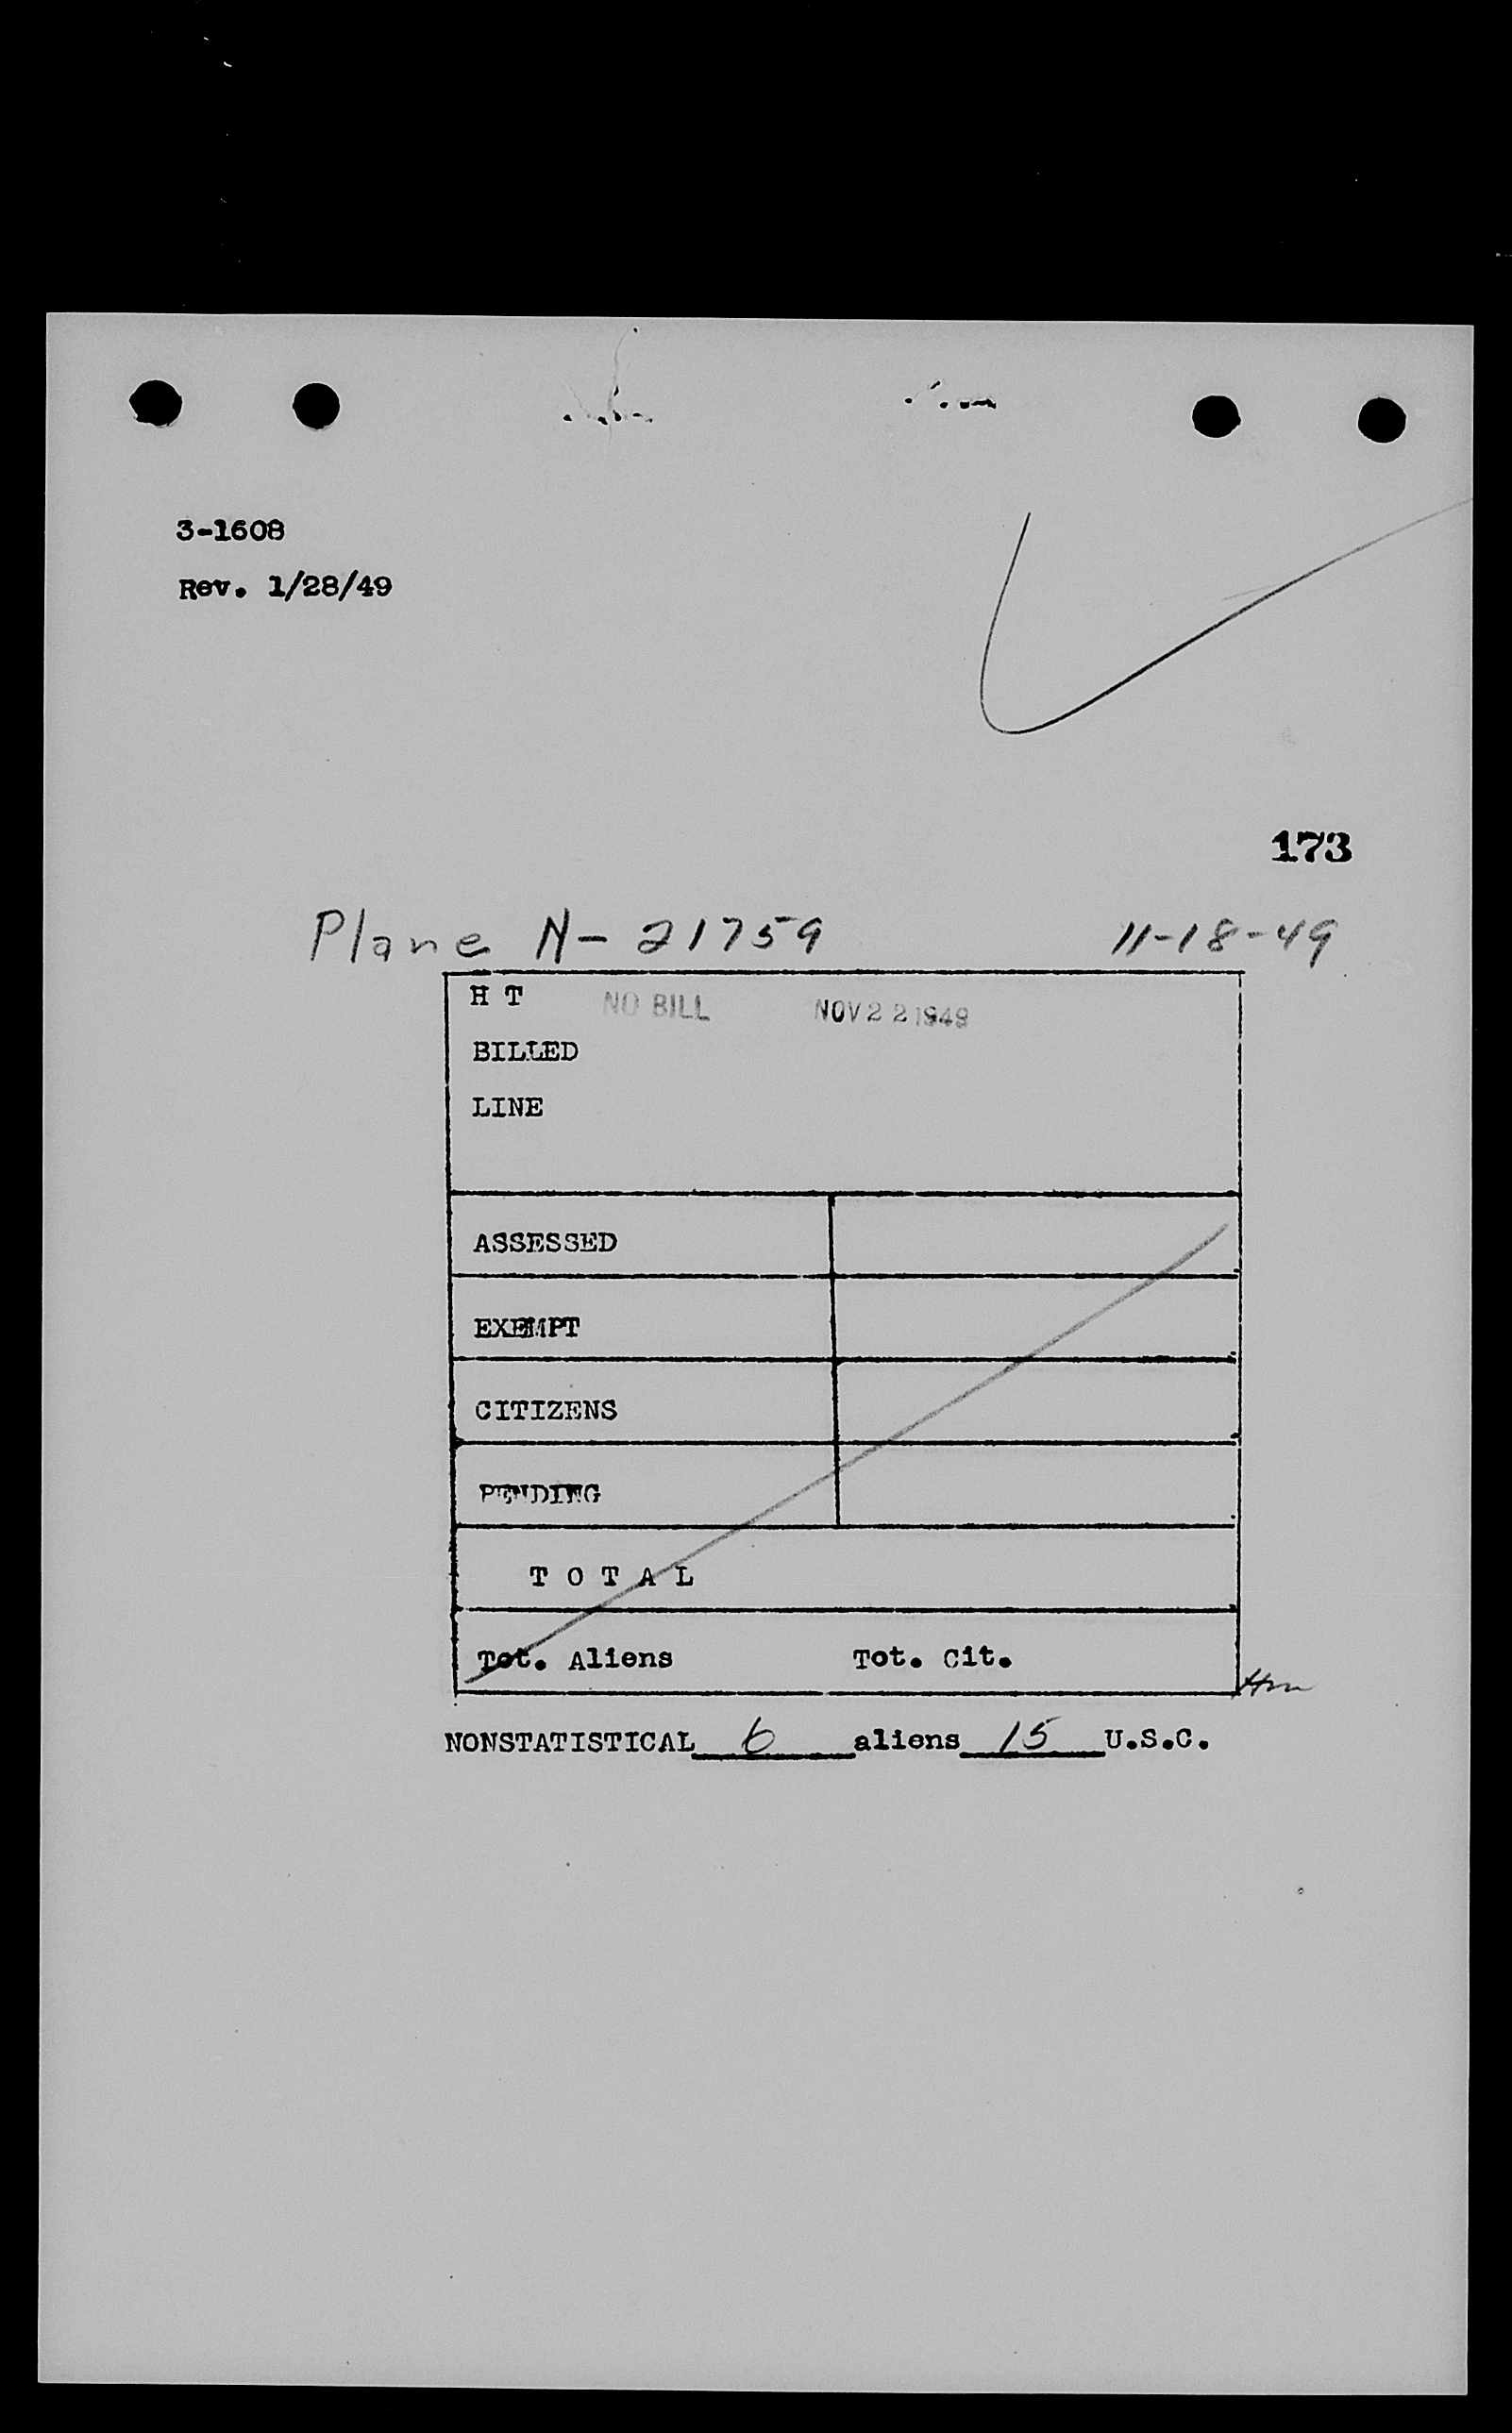 3-1608
Rev. 1/28/49
173
Plane N- 21759 11-18-49
H T NO BILL NOV 22 1949
BILLED
LINE
ASSESSED
EXEMPT
CITIZENS
PENDING
T O T A L
Tot. Aliens Tot. Cit.
NONSTATISTICAL 6 aliens 15 U.S.C.